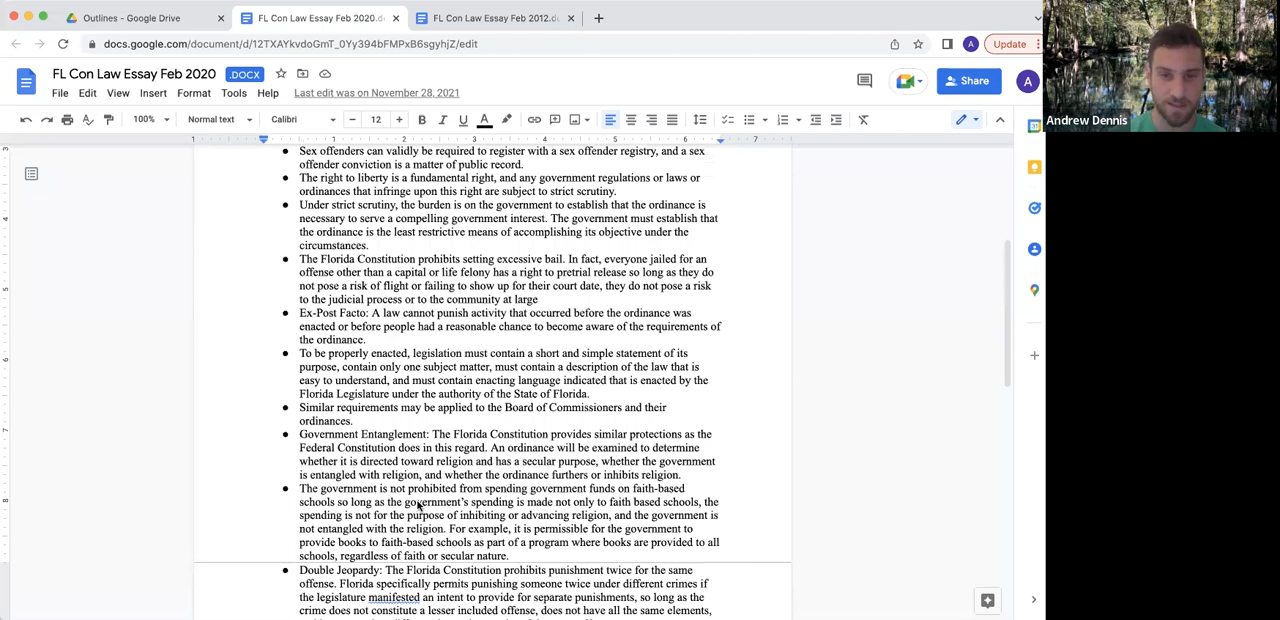 Outlines - Google Drive
FL Con Law Essay Feb 2020.
FL Con Law Essay Feb 2012.d
docs.google.com/document/d/12TXAYkvdoGmT_0Yy394bFMPxB6sgyhjZ/edit
A
Update
FL Con Law Essay Feb 2020
.DOCX
File Edit View Insert Format Tools Help Last edit was on November 28, 2021
Share
A
Andrew Dennis
100% Normal text Calibri 12 B I U A
1 1 2 3 4 5 6 7
3
4
5
6
7
8
• Sex offenders can validly be required to register with a sex offender registry, and a sex
offender conviction is a matter of public record.
• The right to liberty is a fundamental right, and any government regulations or laws or
ordinances that infringe upon this right are subject to strict scrutiny.
• Under strict scrutiny, the burden is on the government to establish that the ordinance is
necessary to serve a compelling government interest. The government must establish that
the ordinance is the least restrictive means of accomplishing its objective under the
circumstances.
• The Florida Constitution prohibits setting excessive bail. In fact, everyone jailed for an
offense other than a capital or life felony has a right to pretrial release so long as they do
not pose a risk of flight or failing to show up for their court date, they do not pose a risk
to the judicial process or to the community at large
• Ex-Post Facto: A law cannot punish activity that occurred before the ordinance was
enacted or before people had a reasonable chance to become aware of the requirements of
the ordinance.
• To be properly enacted, legislation must contain a short and simple statement of its
purpose, contain only one subject matter, must contain a description of the law that is
easy to understand, and must contain enacting language indicated that is enacted by the
Florida Legislature under the authority of the State of Florida.
• Similar requirements may be applied to the Board of Commissioners and their
ordinances.
• Government Entanglement: The Florida Constitution provides similar protections as the
Federal Constitution does in this regard. An ordinance will be examined to determine
whether it is directed toward religion and has a secular purpose, whether the government
is entangled with religion, and whether the ordinance furthers or inhibits religion.
• The government is not prohibited from spending government funds on faith-based
schools so long as the government's spending is made not only to faith based schools, the
spending is not for the purpose of inhibiting or advancing religion, and the government is
not entangled with the religion. For example, it is permissible for the government to
provide books to faith-based schools as part of a program where books are provided to all
schools, regardless of faith or secular nature.
• Double Jeopardy: The Florida Constitution prohibits punishment twice for the same
offense. Florida specifically permits punishing someone twice under different crimes if
the legislature manifested an intent to provide for separate punishments, so long as the
crime does not constitute a lesser included offense, does not have all the same elements,